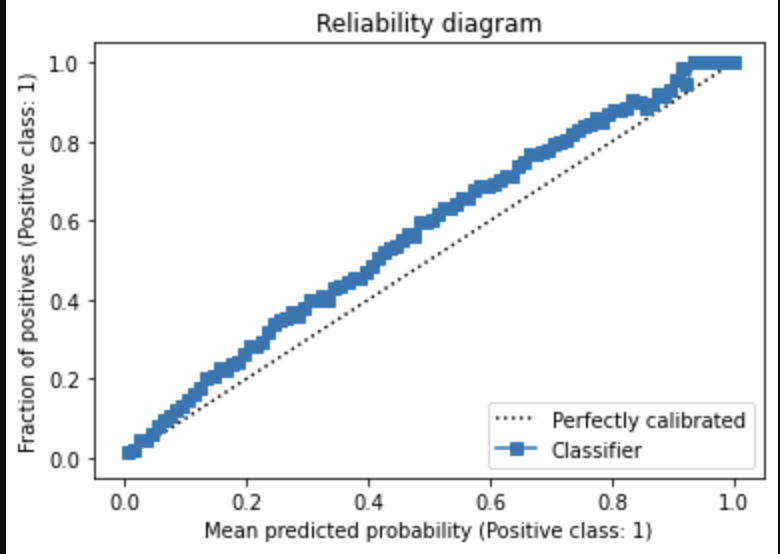 Reliability diagram
Fraction of positives (Positive class: 1)
1.0
0.8
0.6
0.4
0.2
0.0
Perfectly calibrated
Classifier
0.0 0.2 0.4 0.6 0.8 1.0
Mean predicted probability (Positive class: 1)